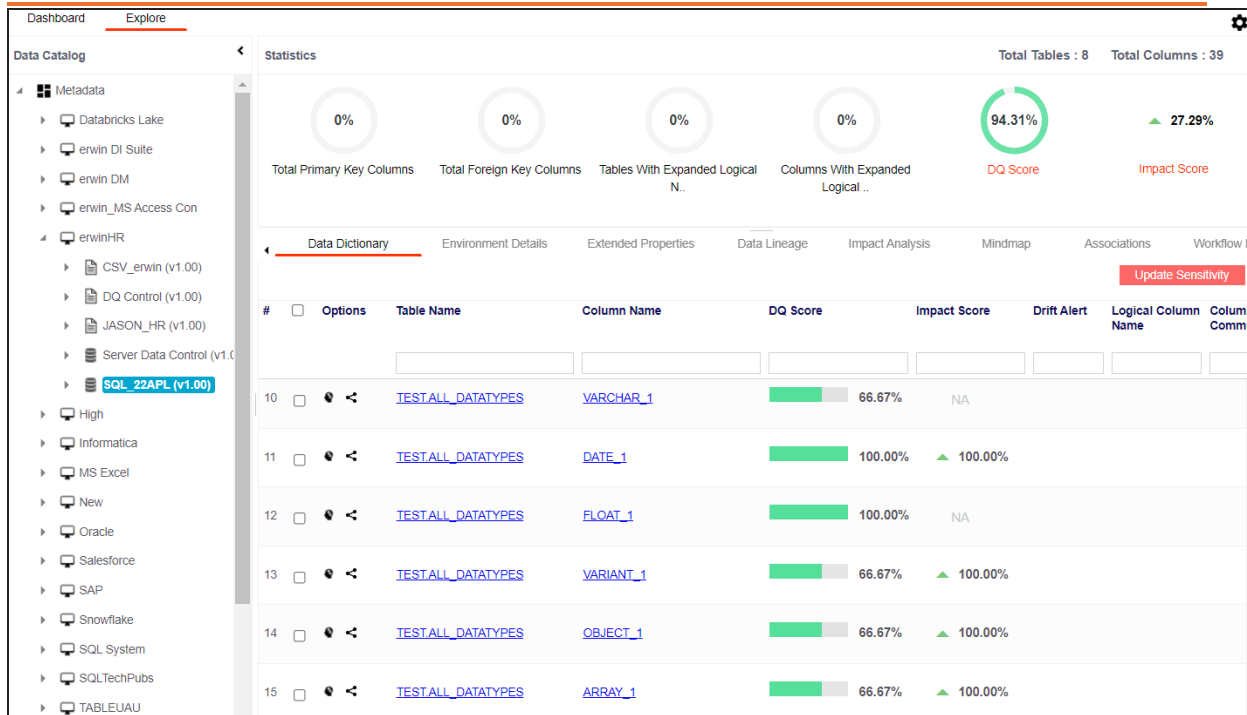 Dashboard Explore
Data Catalog
Metadata
Databricks Lake
erwin DI Suite
erwin DM
erwin_MS Access Con
erwinHR
CSV_erwin (v1.00)
DQ Control (v1.00)
JASON_HR (v1.00)
Server Data Control (v1.0
SQL_22APL (v1.00)
High
Informatica
MS Excel
New
Oracle
Salesforce
SAP
Snowflake
SQL System
SQLTechPubs
TABLEUAU
Statistics Total Tables : 8 Total Columns : 39
0% 0% 0% 0% 94.31% 27.29%
Total Primary Key Columns Total Foreign Key Columns Tables With Expanded Logical Columns With Expanded DQ Score Impact Score
N.. Logical ..
Data Dictionary Environment Details Extended Properties Data Lineage Impact Analysis Mindmap Associations Workflow
Update Sensitivity
# Options Table Name Column Name DQ Score Impact Score Drift Alert Logical Column Colum
Name Comm
10 TEST.ALL_DATATYPES VARCHAR_1 66.67% NA
11 TEST.ALL_DATATYPES DATE_1 100.00% 100.00%
12 TEST.ALL_DATATYPES FLOAT_1 100.00% NA
13 TEST.ALL_DATATYPES VARIANT_1 66.67% 100.00%
14 TEST.ALL_DATATYPES OBJECT_1 66.67% 100.00%
15 TEST.ALL_DATATYPES ARRAY_1 66.67% 100.00%